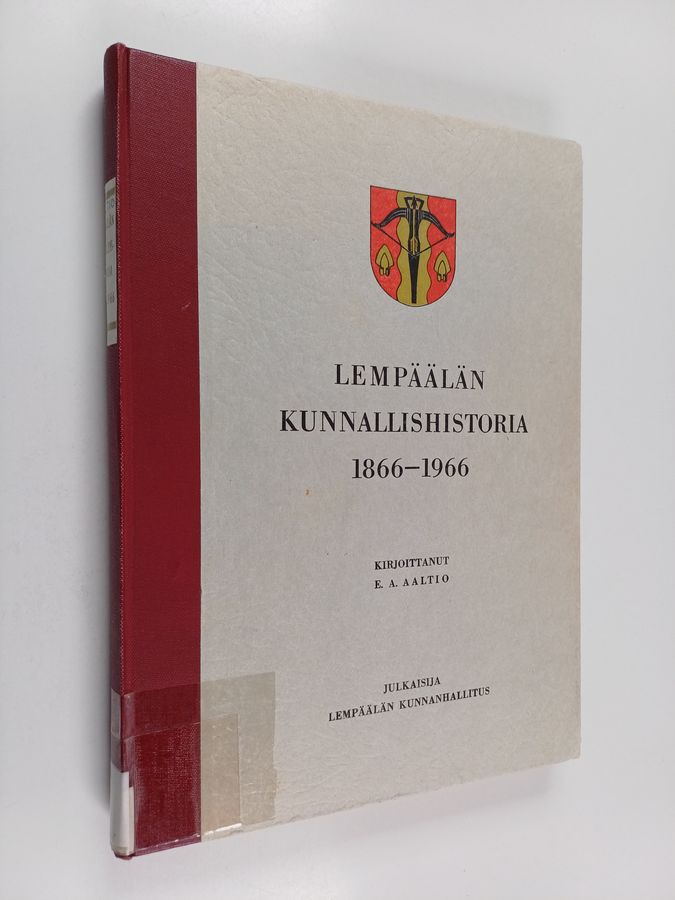 LEMPÄÄLÄN
KUNNALLISHISTORIA
1866–1966
KIRJOITTANUT
E. A. AALTIO
JULKAISIJA
LEMPÄÄLÄN KUNNANHALLITUS